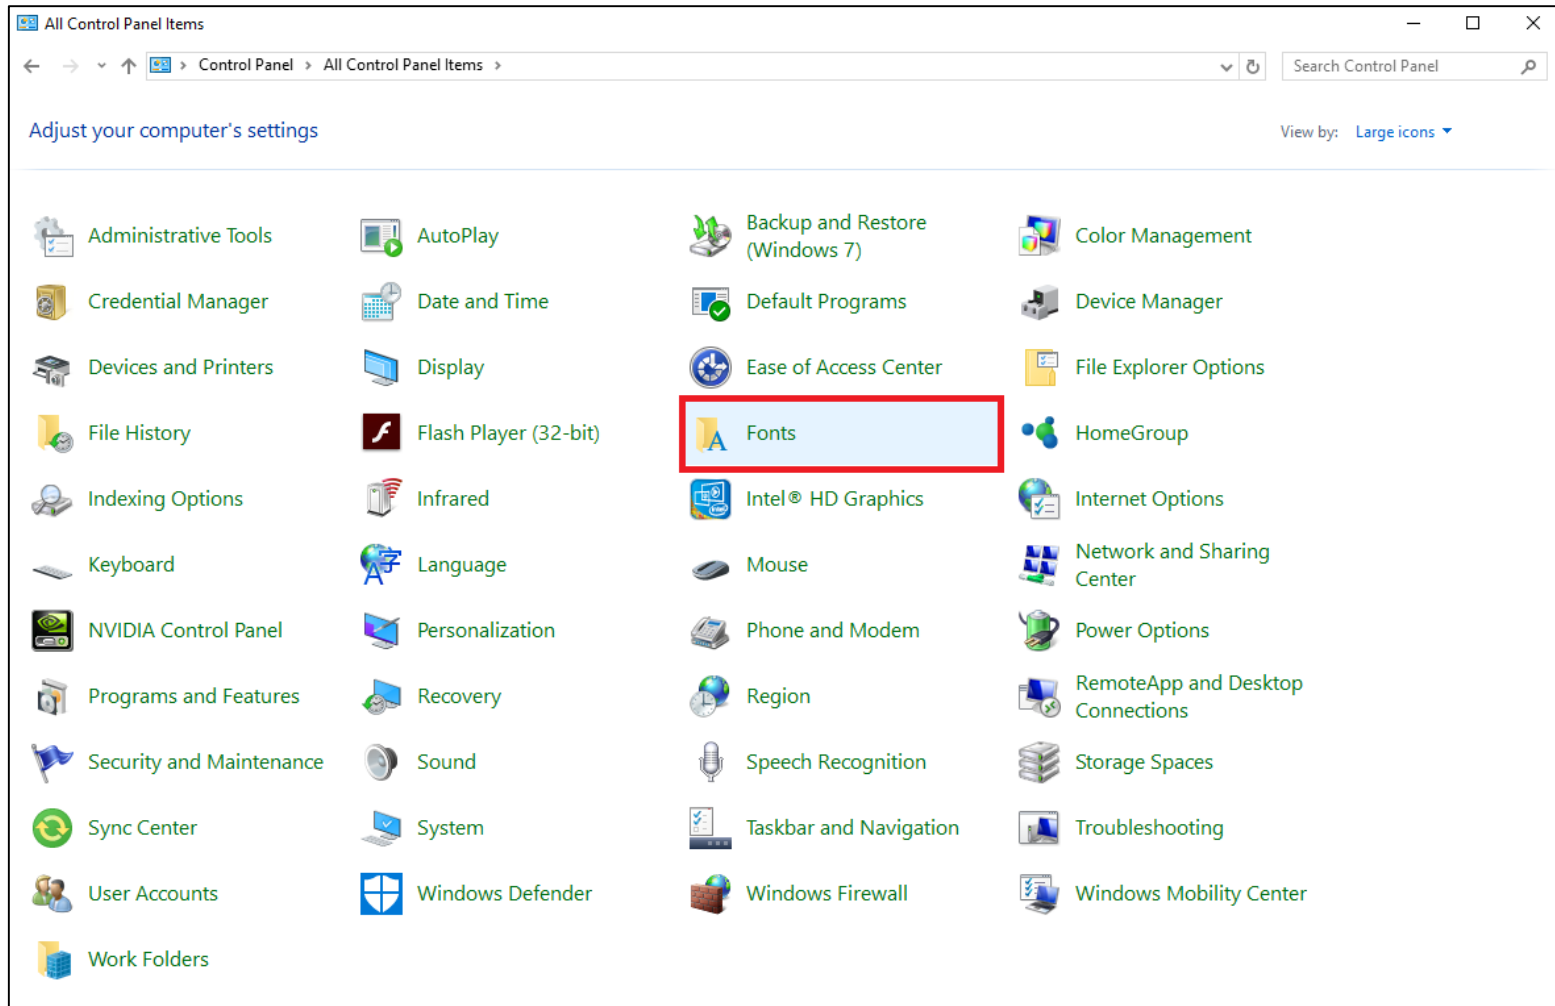 All Control Panel Items
Control Panel > All Control Panel Items >
Search Control Panel
Adjust your computer's settings
View by: Large icons
Administrative Tools
AutoPlay
Backup and Restore
(Windows 7)
Color Management
Credential Manager
Date and Time
Default Programs
Device Manager
Devices and Printers
Display
Ease of Access Center
File Explorer Options
File History
Flash Player (32-bit)
Fonts
HomeGroup
Indexing Options
Infrared
Intel® HD Graphics
Internet Options
Keyboard
Language
Mouse
Network and Sharing
Center
NVIDIA Control Panel
Personalization
Phone and Modem
Power Options
Programs and Features
Recovery
Region
RemoteApp and Desktop
Connections
Security and Maintenance
Sound
Speech Recognition
Storage Spaces
Sync Center
System
Taskbar and Navigation
Troubleshooting
User Accounts
Windows Defender
Windows Firewall
Windows Mobility Center
Work Folders